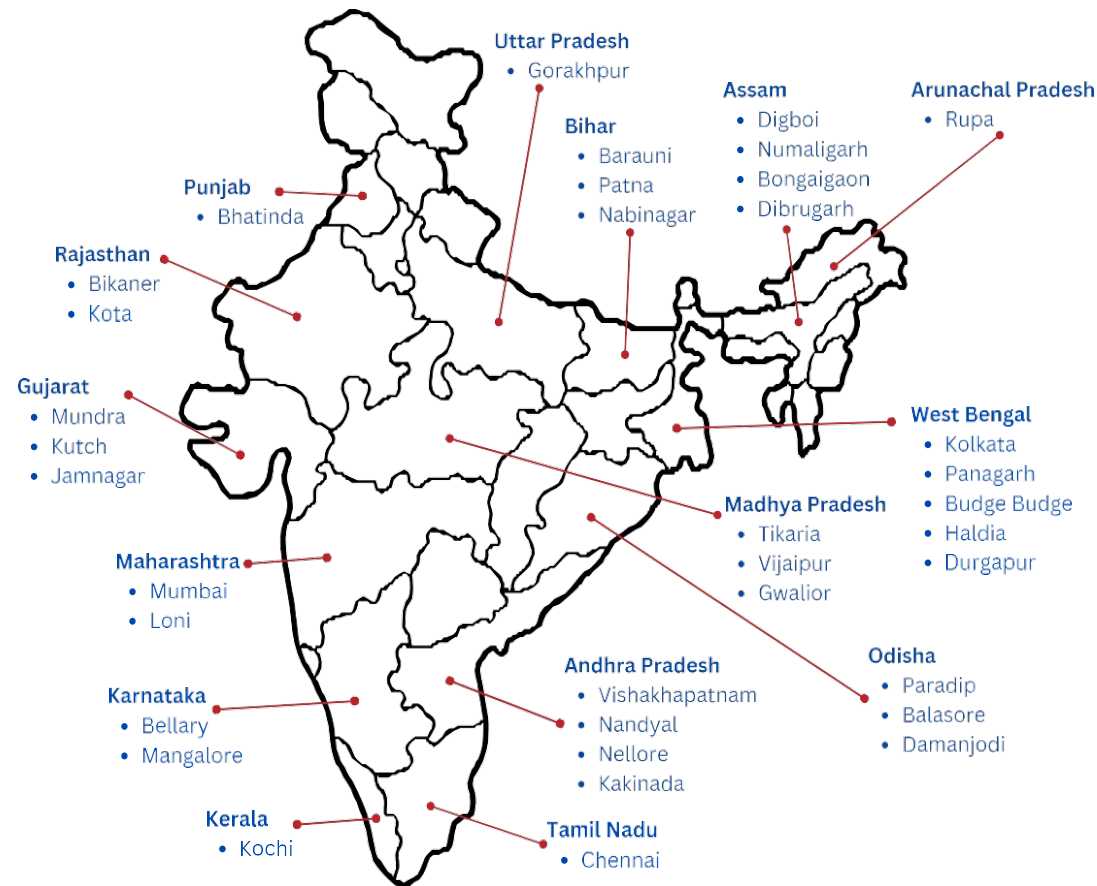 Uttar Pradesh
• Gorakhpur
Bihar
• Barauni
• Patna
• Nabinagar
Assam
• Digboi
• Numaligarh
• Bongaigaon
• Dibrugarh
Arunachal Pradesh
• Rupa
Punjab
• Bhatinda
Rajasthan
• Bikaner
• Kota
Gujarat
• Mundra
• Kutch
• Jamnagar
West Bengal
• Kolkata
• Panagarh
• Budge Budge
• Haldia
• Durgapur
Madhya Pradesh
• Tikaria
• Vijaipur
• Gwalior
Maharashtra
• Mumbai
• Loni
Odisha
• Paradip
• Balasore
• Damanjodi
Andhra Pradesh
• Vishakhapatnam
• Nandyal
• Nellore
• Kakinada
Karnataka
• Bellary
• Mangalore
Kerala
• Kochi
Tamil Nadu
• Chennai